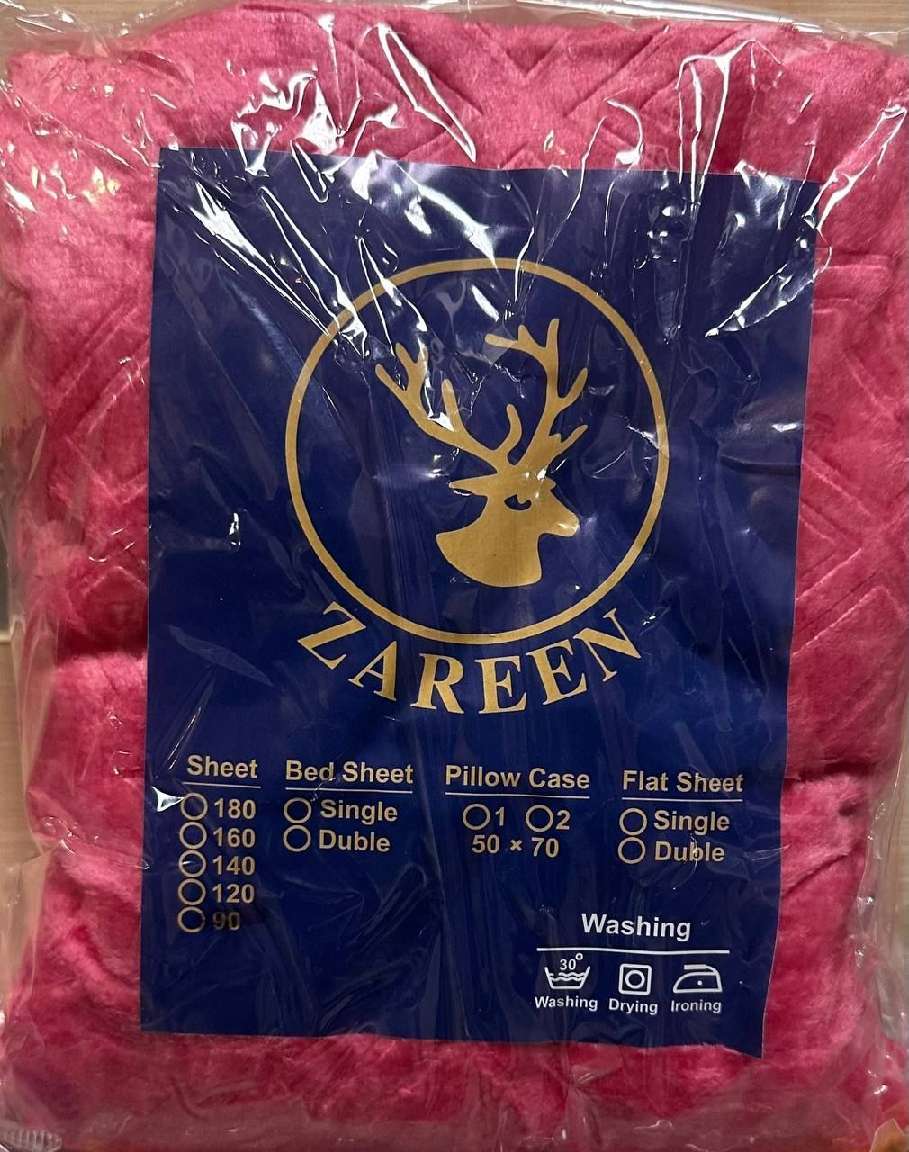 ZAREEN
Sheet
180
160
140
120
90
Bed Sheet
Single
Duble
Pillow Case
1 2
50 × 70
Flat Sheet
Single
Duble
Washing
30°
Washing Drying Ironing